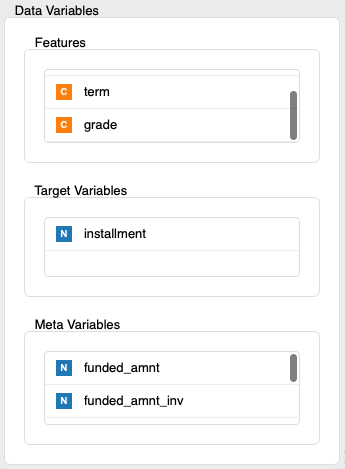 Data Variables
Features
C term
C grade
Target Variables
N installment
Meta Variables
N funded_amnt
N funded_amnt_inv